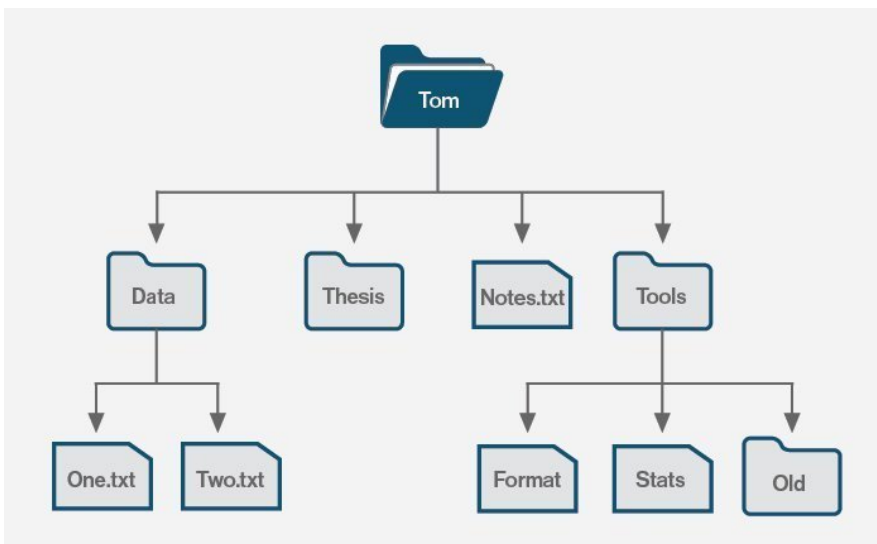 Tom
Data
Thesis
Notes.txt
Tools
One.txt
Two.txt
Format
Stats
Old